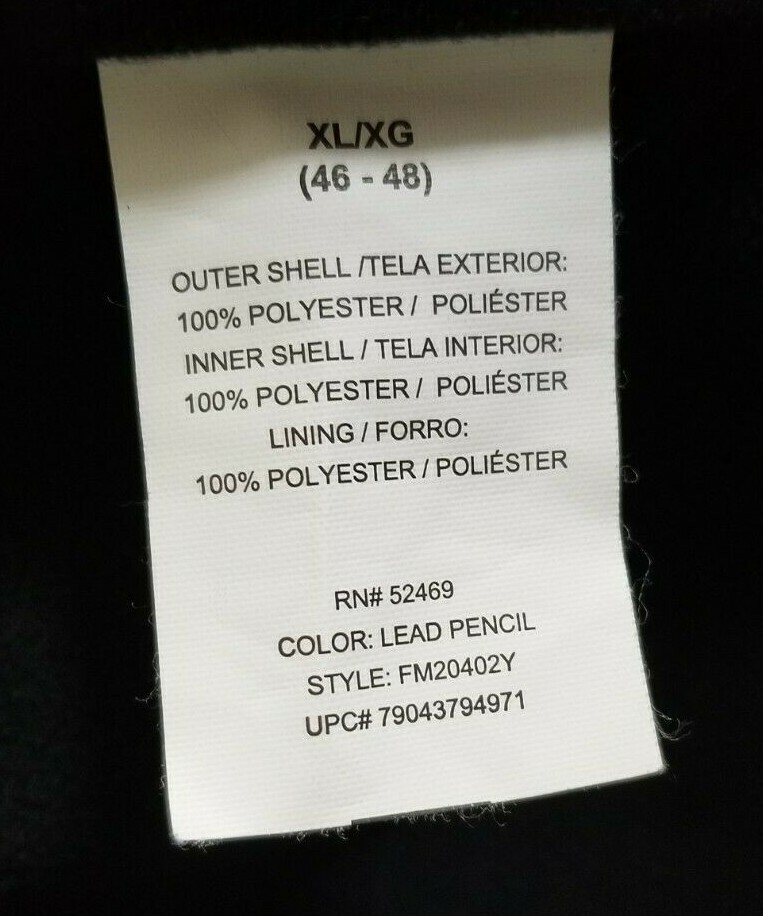 XL/XG
(46 - 48)
OUTER SHELL /TELA EXTERIOR:
100% POLYESTER / POLIÉSTER
INNER SHELL / TELA INTERIOR:
100% POLYESTER / POLIÉSTER
LINING / FORRO:
100% POLYESTER / POLIÉSTER
RN# 52469
COLOR: LEAD PENCIL
STYLE: FM20402Y
UPC# 79043794971